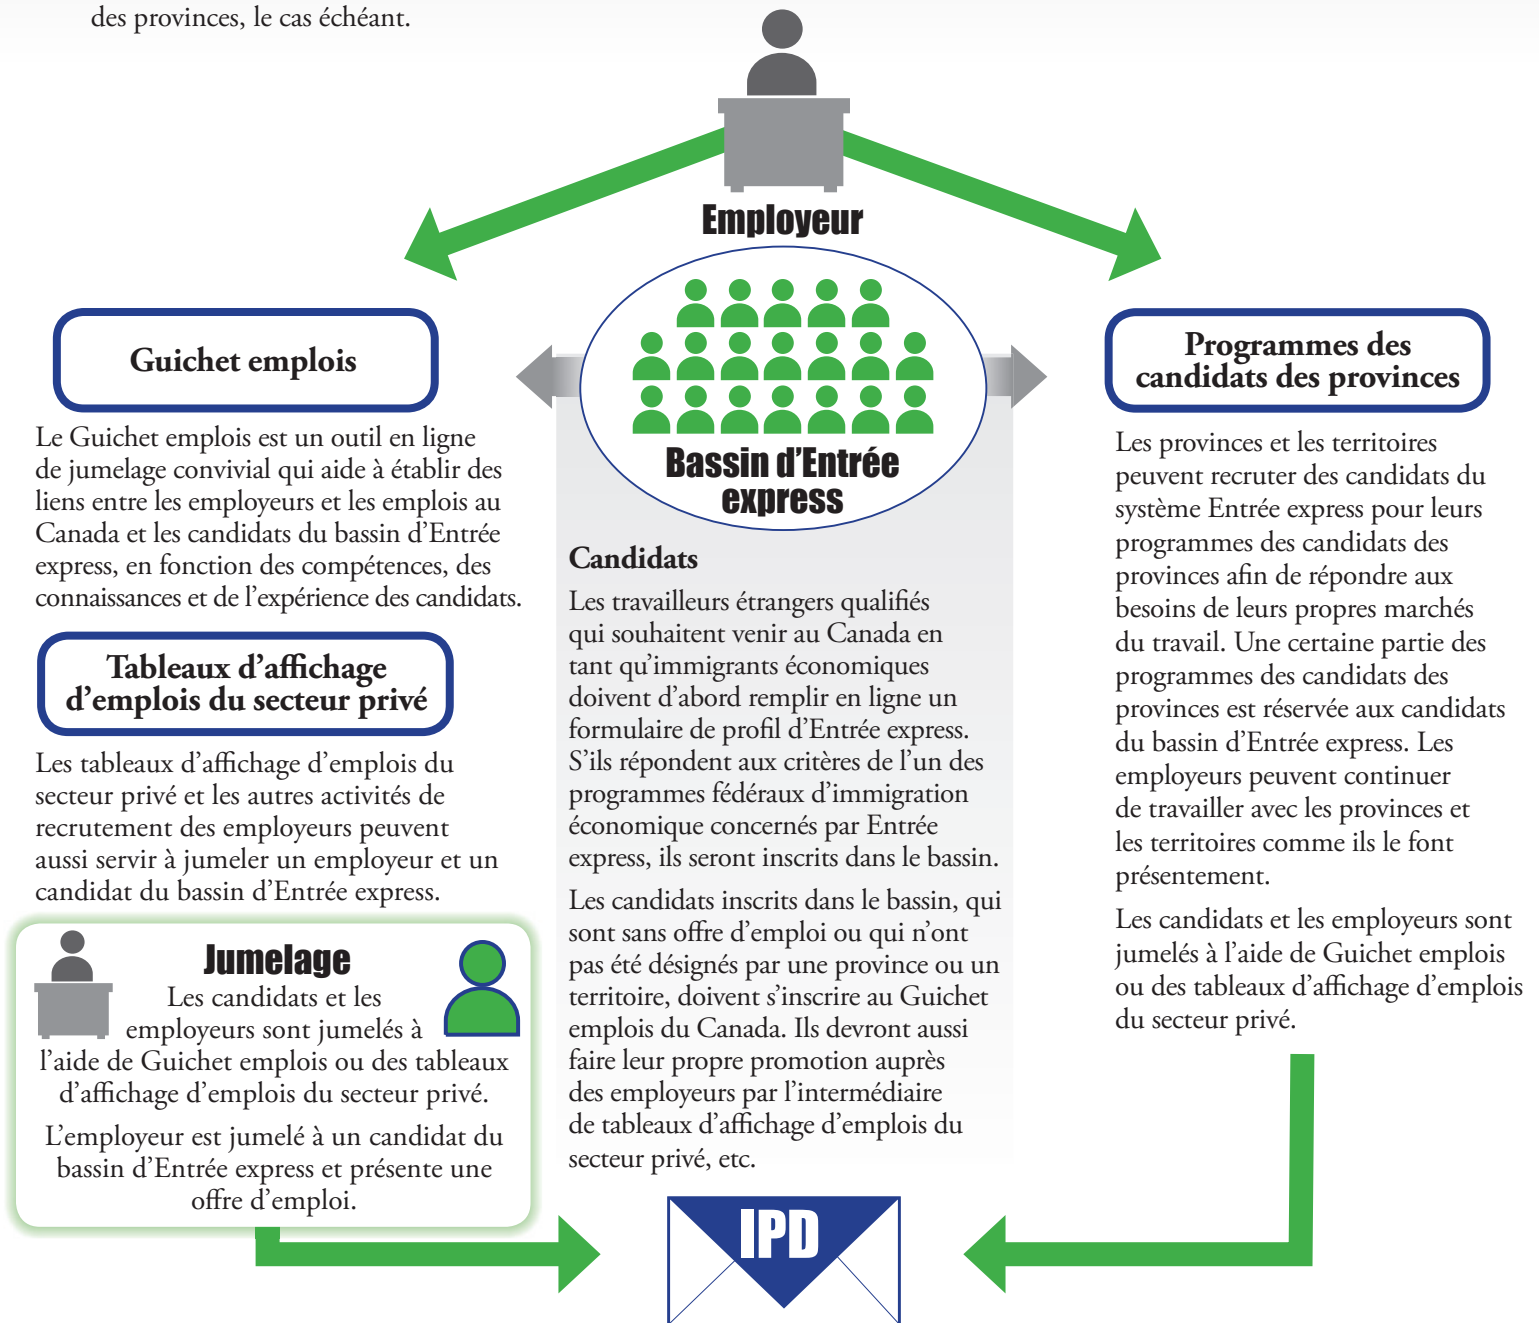 des provinces, le cas échéant.
Employeur
Guichet emplois
Le Guichet emplois est un outil en ligne
de jumelage convivial qui aide à établir des
liens entre les employeurs et les emplois au
Canada et les candidats du bassin d'Entrée
express, en fonction des compétences, des
connaissances et de l'expérience des candidats.
Tableaux d'affichage
d'emplois du secteur privé
Les tableaux d'affichage d'emplois du
secteur privé et les autres activités de
recrutement des employeurs peuvent
aussi servir à jumeler un employeur et un
candidat du bassin d'Entrée express.
Jumelage
Les candidats et les
employeurs sont jumelés à
l'aide de Guichet emplois ou des tableaux
d'affichage d'emplois du secteur privé.
L'employeur est jumelé à un candidat du
bassin d'Entrée express et présente une
offre d'emploi.
Bassin d'Entrée
express
Candidats
Les travailleurs étrangers qualifiés
qui souhaitent venir au Canada en
tant qu'immigrants économiques
doivent d'abord remplir en ligne un
formulaire de profil d'Entrée express.
S'ils répondent aux critères de l'un des
programmes fédéraux d'immigration
économique concernés par Entrée
express, ils seront inscrits dans le bassin.
Les candidats inscrits dans le bassin, qui
sont sans offre d'emploi ou qui n'ont
pas été désignés par une province ou un
territoire, doivent s'inscrire au Guichet
emplois du Canada. Ils devront aussi
faire leur propre promotion auprès
des employeurs par l'intermédiaire
de tableaux d'affichage d'emplois du
secteur privé, etc.
Programmes des
candidats des provinces
Les provinces et les territoires
peuvent recruter des candidats du
système Entrée express pour leurs
programmes des candidats des
provinces afin de répondre aux
besoins de leurs propres marchés
du travail. Une certaine partie des
programmes des candidats des
provinces est réservée aux candidats
du bassin d'Entrée express. Les
employeurs peuvent continuer
de travailler avec les provinces et
les territoires comme ils le font
présentement.
Les candidats et les employeurs sont
jumelés à l'aide de Guichet emplois
ou des tableaux d'affichage d'emplois
du secteur privé.
IPD